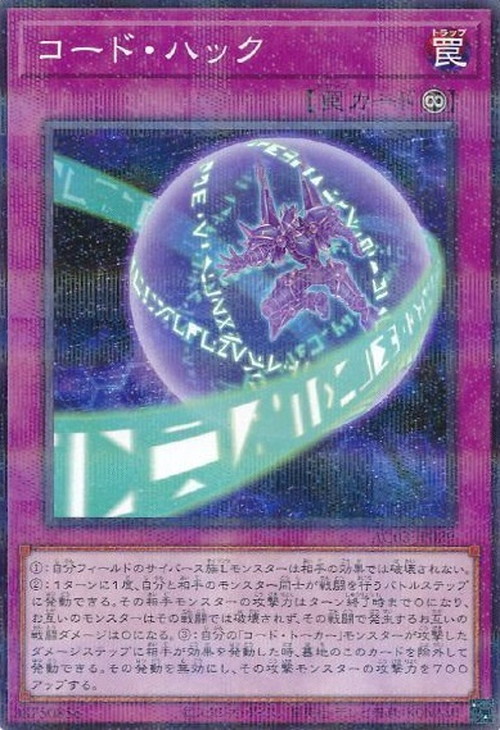 コード・ハック
トラップ
罠
【罠カード】
①:自分フィールドのサイバース族Lモンスターは相手の効果では破壊されない。
②:1ターンに1度、自分と相手のモンスター同士が戦闘を行うバトルステップ
に発動できる。その相手モンスターの攻撃力はターン終了時まで0になり、
お互いのモンスターはその戦闘では破壊されず、その戦闘で発生するお互いの
戦闘ダメージは0になる。③:自分の「コード・トーカー」モンスターが攻撃した
ダメージステップに相手が効果を発動した時、墓地のこのカードを除外して
発動できる。その発動を無効にし、その攻撃モンスターの攻撃力を700
アップする。